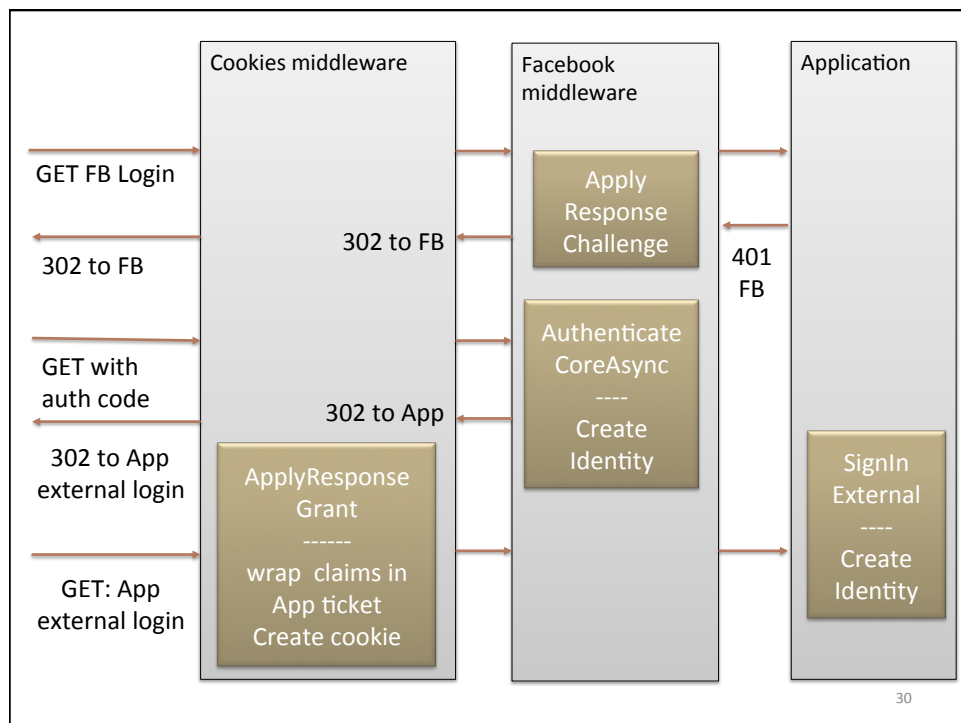 Cookies middleware
Facebook
middleware
Application
GET FB Login
Apply
Response
Challenge
302 to FB
302 to FB
401
FB
GET with
auth code
Authenticate
CoreAsync
----
Create
Identity
302 to App
302 to App
external login
ApplyResponse
Grant
------
wrap claims in
App ticket
Create cookie
SignIn
External
----
Create
Identity
GET: App
external login
30